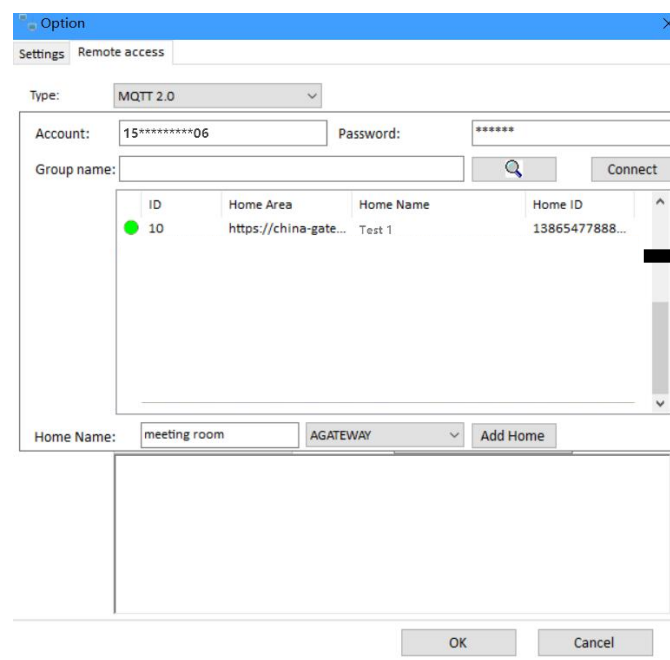 Option
Settings Remote access
Type: MQTT 2.0
Account: 15*********06 Password: ******
Group name: Connect
ID Home Area Home Name Home ID
10 https://china-gate... Test 1 13865477888...
Home Name: meeting room AGATEWAY Add Home
OK Cancel